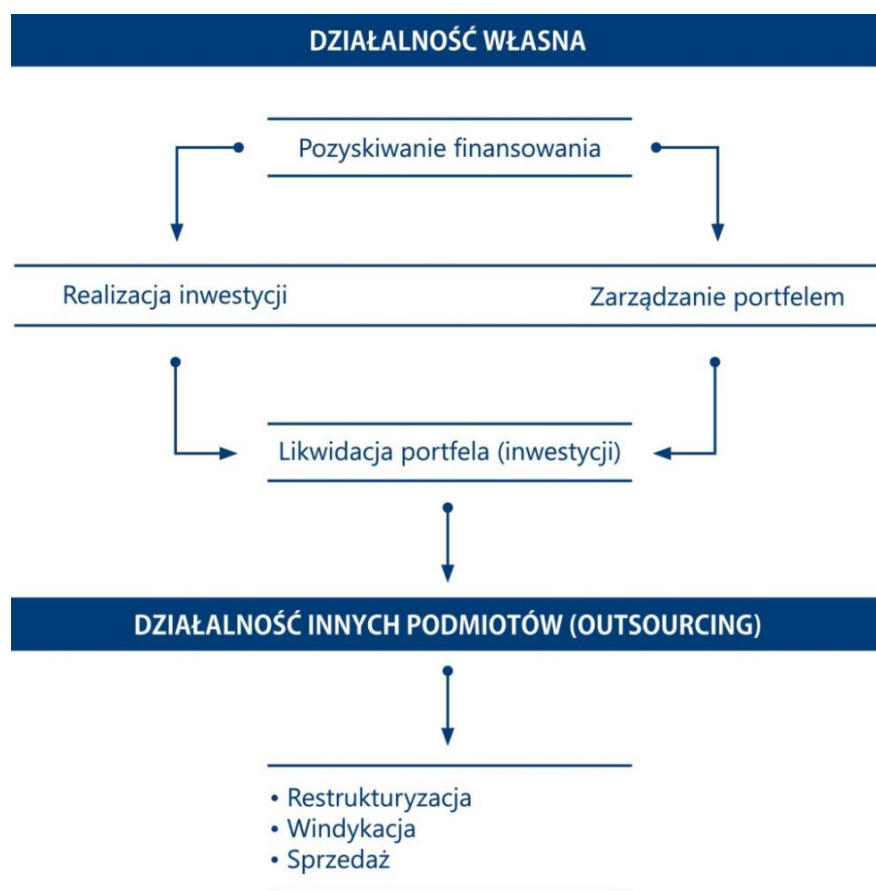 DZIAŁALNOŚĆ WŁASNA
Pozyskiwanie finansowania
Realizacja inwestycji
Zarządzanie portfelem
Likwidacja portfela (inwestycji)
DZIAŁALNOŚĆ INNYCH PODMIOTÓW (OUTSOURCING)
• Restrukturyzacja
• Windykacja
• Sprzedaż